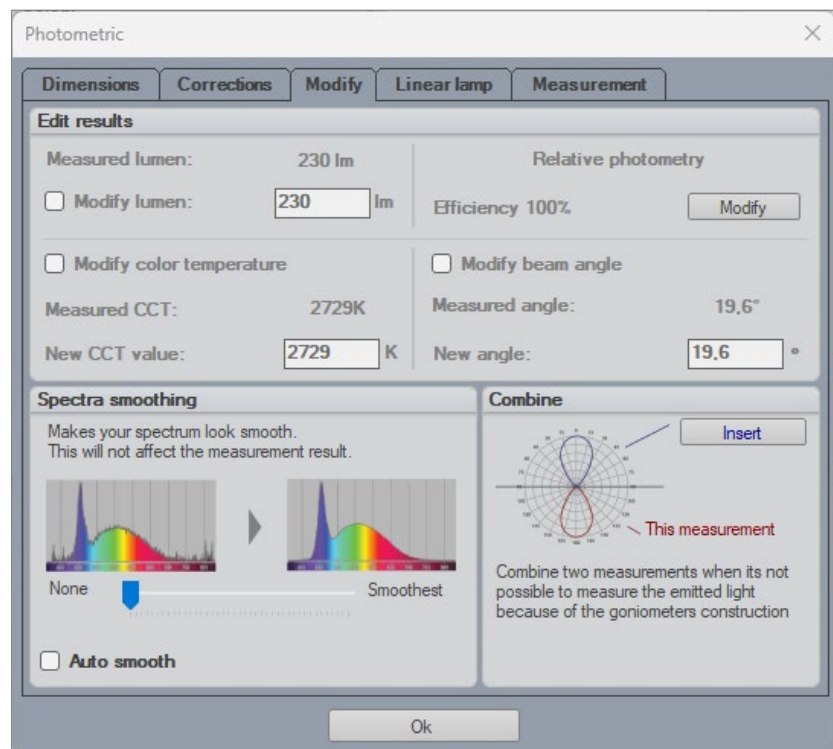 Photometric
Dimensions
Corrections
Modify
Linear lamp
Measurement
Edit results
Measured lumen:
230 lm
Modify lumen:
230
lm
Relative photometry
Efficiency 100%
Modify
Modify color temperature
Measured CCT:
2729K
New CCT value:
2729
K
Modify beam angle
Measured angle:
19,6°
New angle:
19,6
°
Spectra smoothing
Makes your spectrum look smooth.
This will not affect the measurement result.
None
Smoothest
Auto smooth
Combine
Insert
This measurement
Combine two measurements when its not
possible to measure the emitted light
because of the goniometers construction
Ok